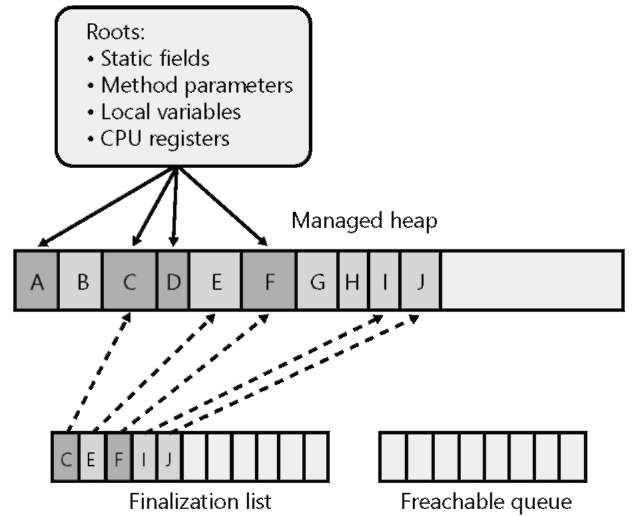 Roots:
• Static fields
• Method parameters
• Local variables
• CPU registers
Managed heap
A B C D E F G H I J
C E F I J
Finalization list
Freachable queue